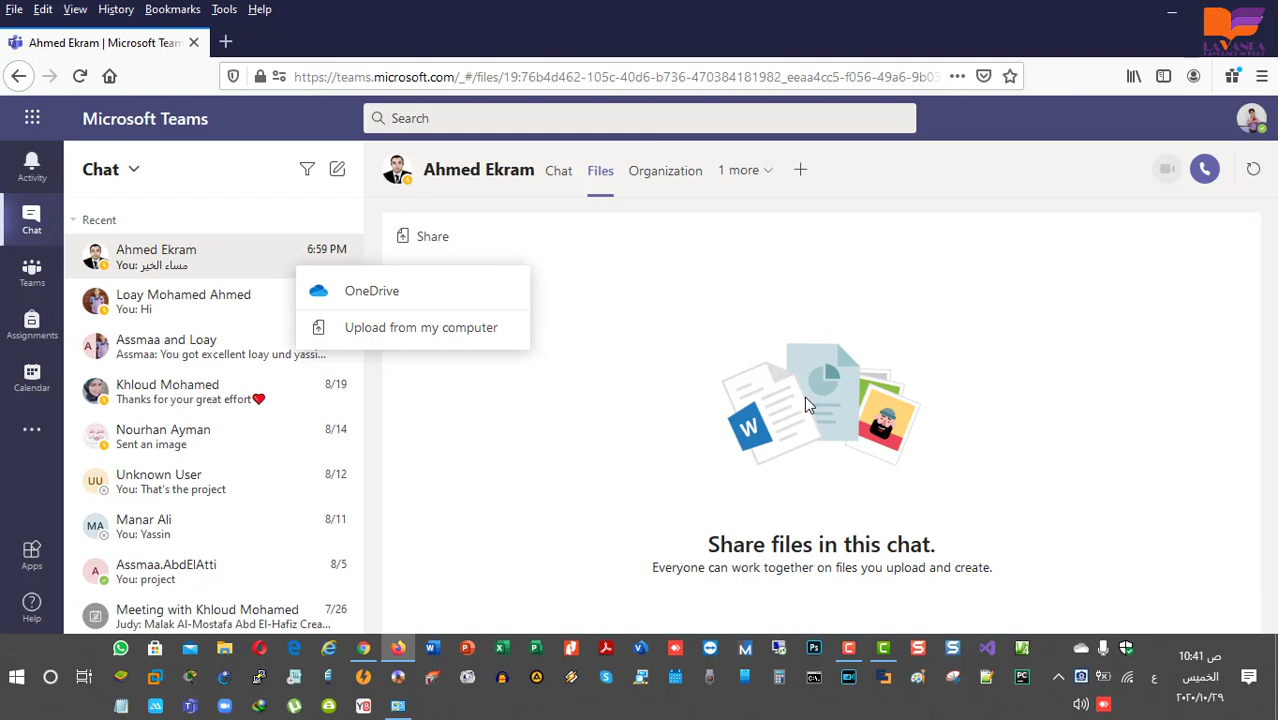 File Edit View History Bookmarks Tools Help
Ahmed Ekram | Microsoft Team
https://teams.microsoft.com/_#/files/19:76b4d462-105c-40d6-b736-470384181982_eeaa4cc5-f056-49a6-9b03
Microsoft Teams
Search
Activity
Chat
Teams
Assignments
Calendar
Apps
Help
Chat
Recent
Ahmed Ekram 6:59 PM
You: مساء الخير
Loay Mohamed Ahmed
You: Hi
Assmaa and Loay
Assmaa: You got excellent loay und yassi...
Khloud Mohamed 8/19
Thanks for your great effort❤
Nourhan Ayman 8/14
Sent an image
UU
Unknown User 8/12
You: That's the project
MA
Manar Ali 8/11
You: Yassin
A
Assmaa.AbdElAtti 8/5
You: project
Meeting with Khloud Mohamed 7/26
Judy: Malak Al-Mostafa Abd El-Hafiz Crea...
Ahmed Ekram Chat Files Organization 1 more
Share
OneDrive
Upload from my computer
W
Share files in this chat.
Everyone can work together on files you upload and create.
ع
10:41 ص
الخميس
٢٠٢٠/١٠/٢٩